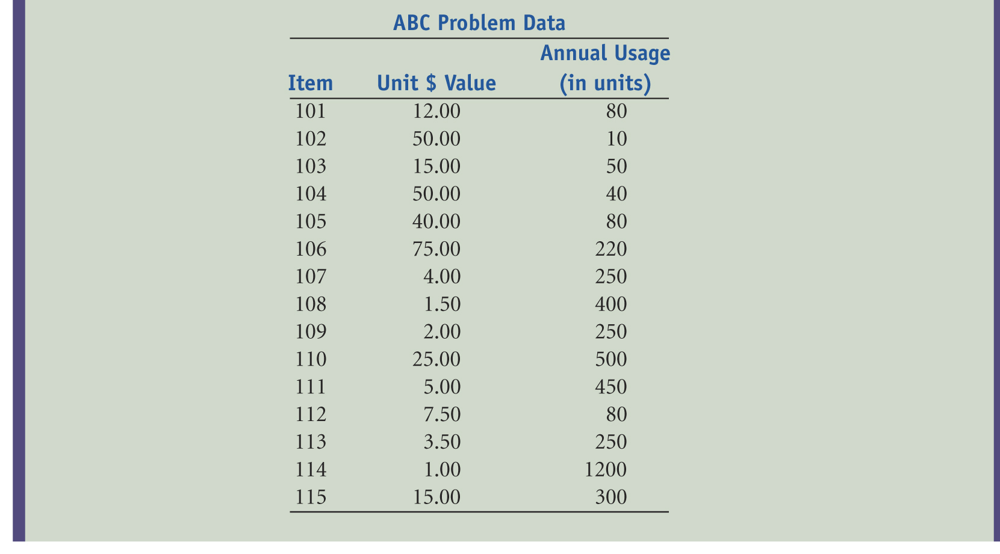 ABC Problem Data
Annual Usage
Item Unit $ Value (in units)
101 12.00 80
102 50.00 10
103 15.00 50
104 50.00 40
105 40.00 80
106 75.00 220
107 4.00 250
108 1.50 400
109 2.00 250
110 25.00 500
111 5.00 450
112 7.50 80
113 3.50 250
114 1.00 1200
115 15.00 300